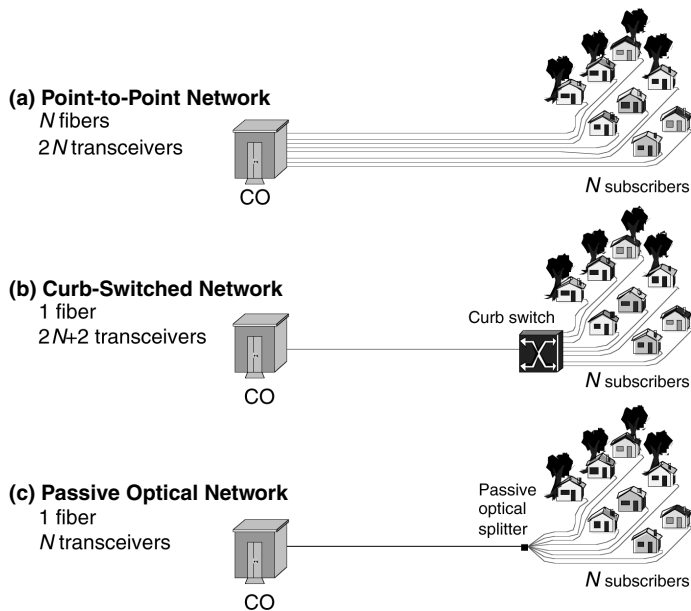 (a) Point-to-Point Network
N fibers
2N transceivers
CO
N subscribers
(b) Curb-Switched Network
1 fiber
2N+2 transceivers
Curb switch
CO
N subscribers
(c) Passive Optical Network
1 fiber
N transceivers
Passive
optical
splitter
CO
N subscribers